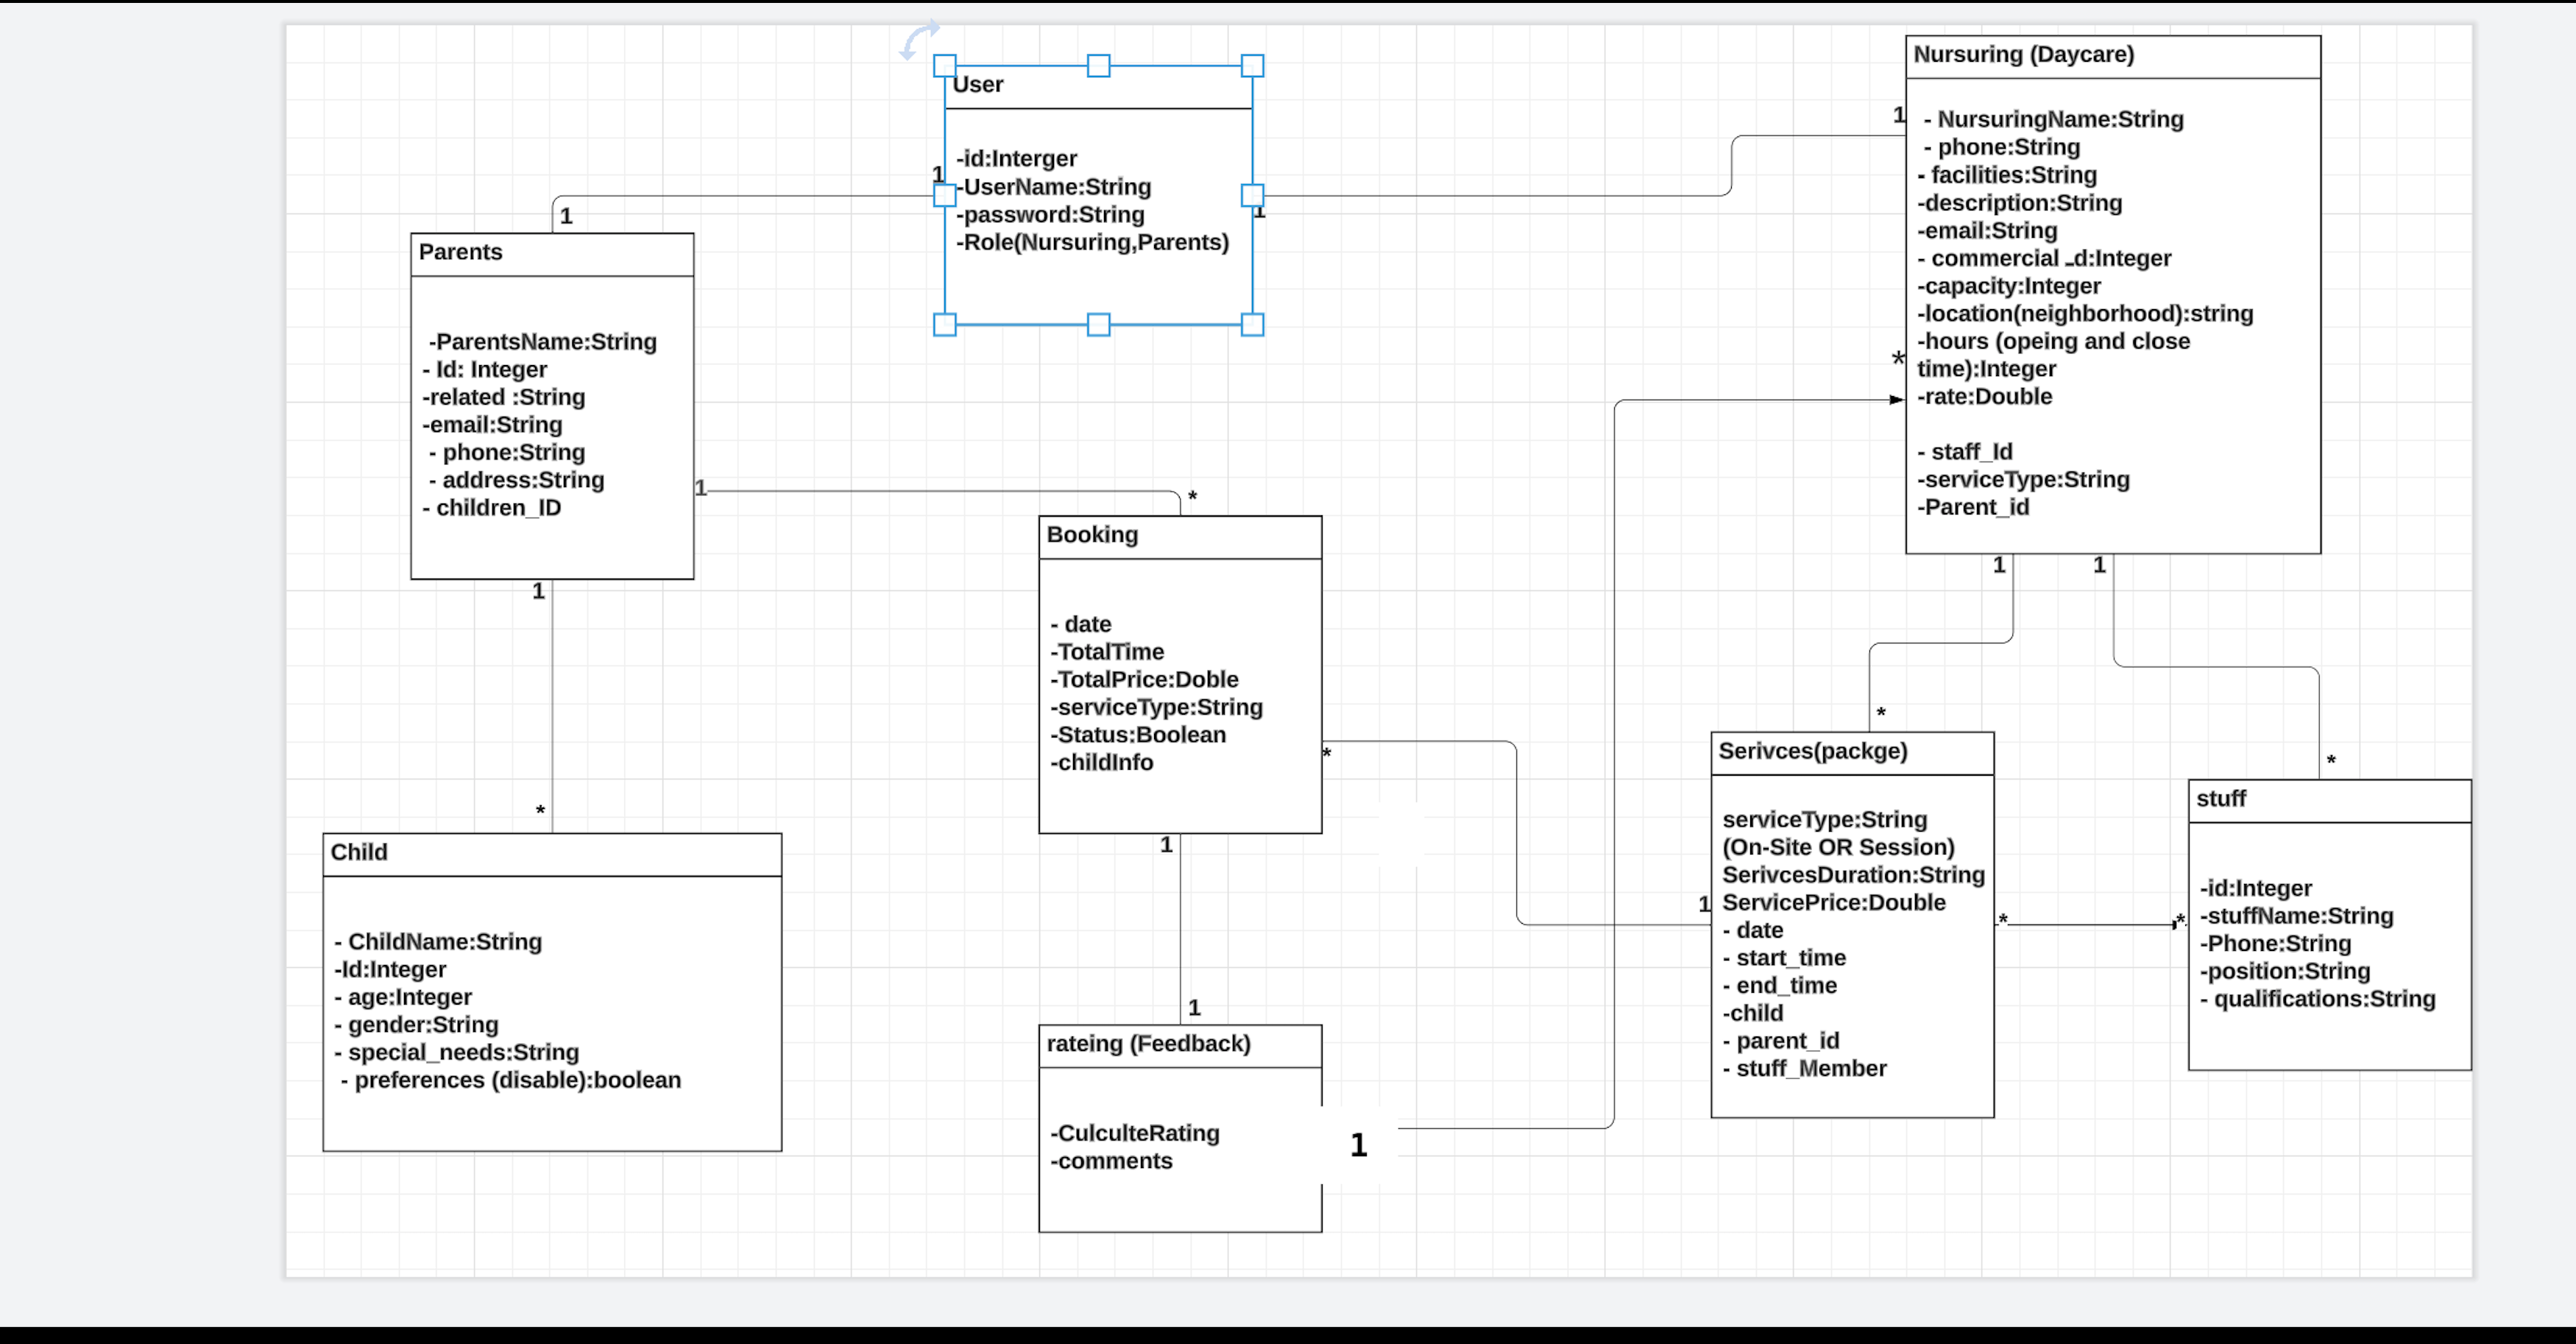 User
-id:Interger
-UserName:String
-password:String
-Role(Nursuring,Parents)
1
1
1
1
Nursuring (Daycare)
- NursuringName:String
- phone:String
- facilities:String
-description:String
-email:String
- commercial _d:Integer
-capacity:Integer
-location(neighborhood):string
-hours (opeing and close
time):Integer
-rate:Double
- staff_Id
-serviceType:String
-Parent_id
*
1
1
Parents
-ParentsName:String
- Id: Integer
-related :String
-email:String
- phone:String
- address:String
- children_ID
1
*
1
*
Booking
- date
-TotalTime
-TotalPrice:Doble
-serviceType:String
-Status:Boolean
-childInfo
*
1
1
Child
- ChildName:String
-Id:Integer
- age:Integer
- gender:String
- special_needs:String
- preferences (disable):boolean
rateing (Feedback)
-CulculteRating
-comments
1
*
Serivces(packge)
serviceType:String
(On-Site OR Session)
SerivcesDuration:String
ServicePrice:Double
- date
- start_time
- end_time
-child
- parent_id
- stuff_Member
1
*
*
*
stuff
-id:Integer
-stuffName:String
-Phone:String
-position:String
- qualifications:String